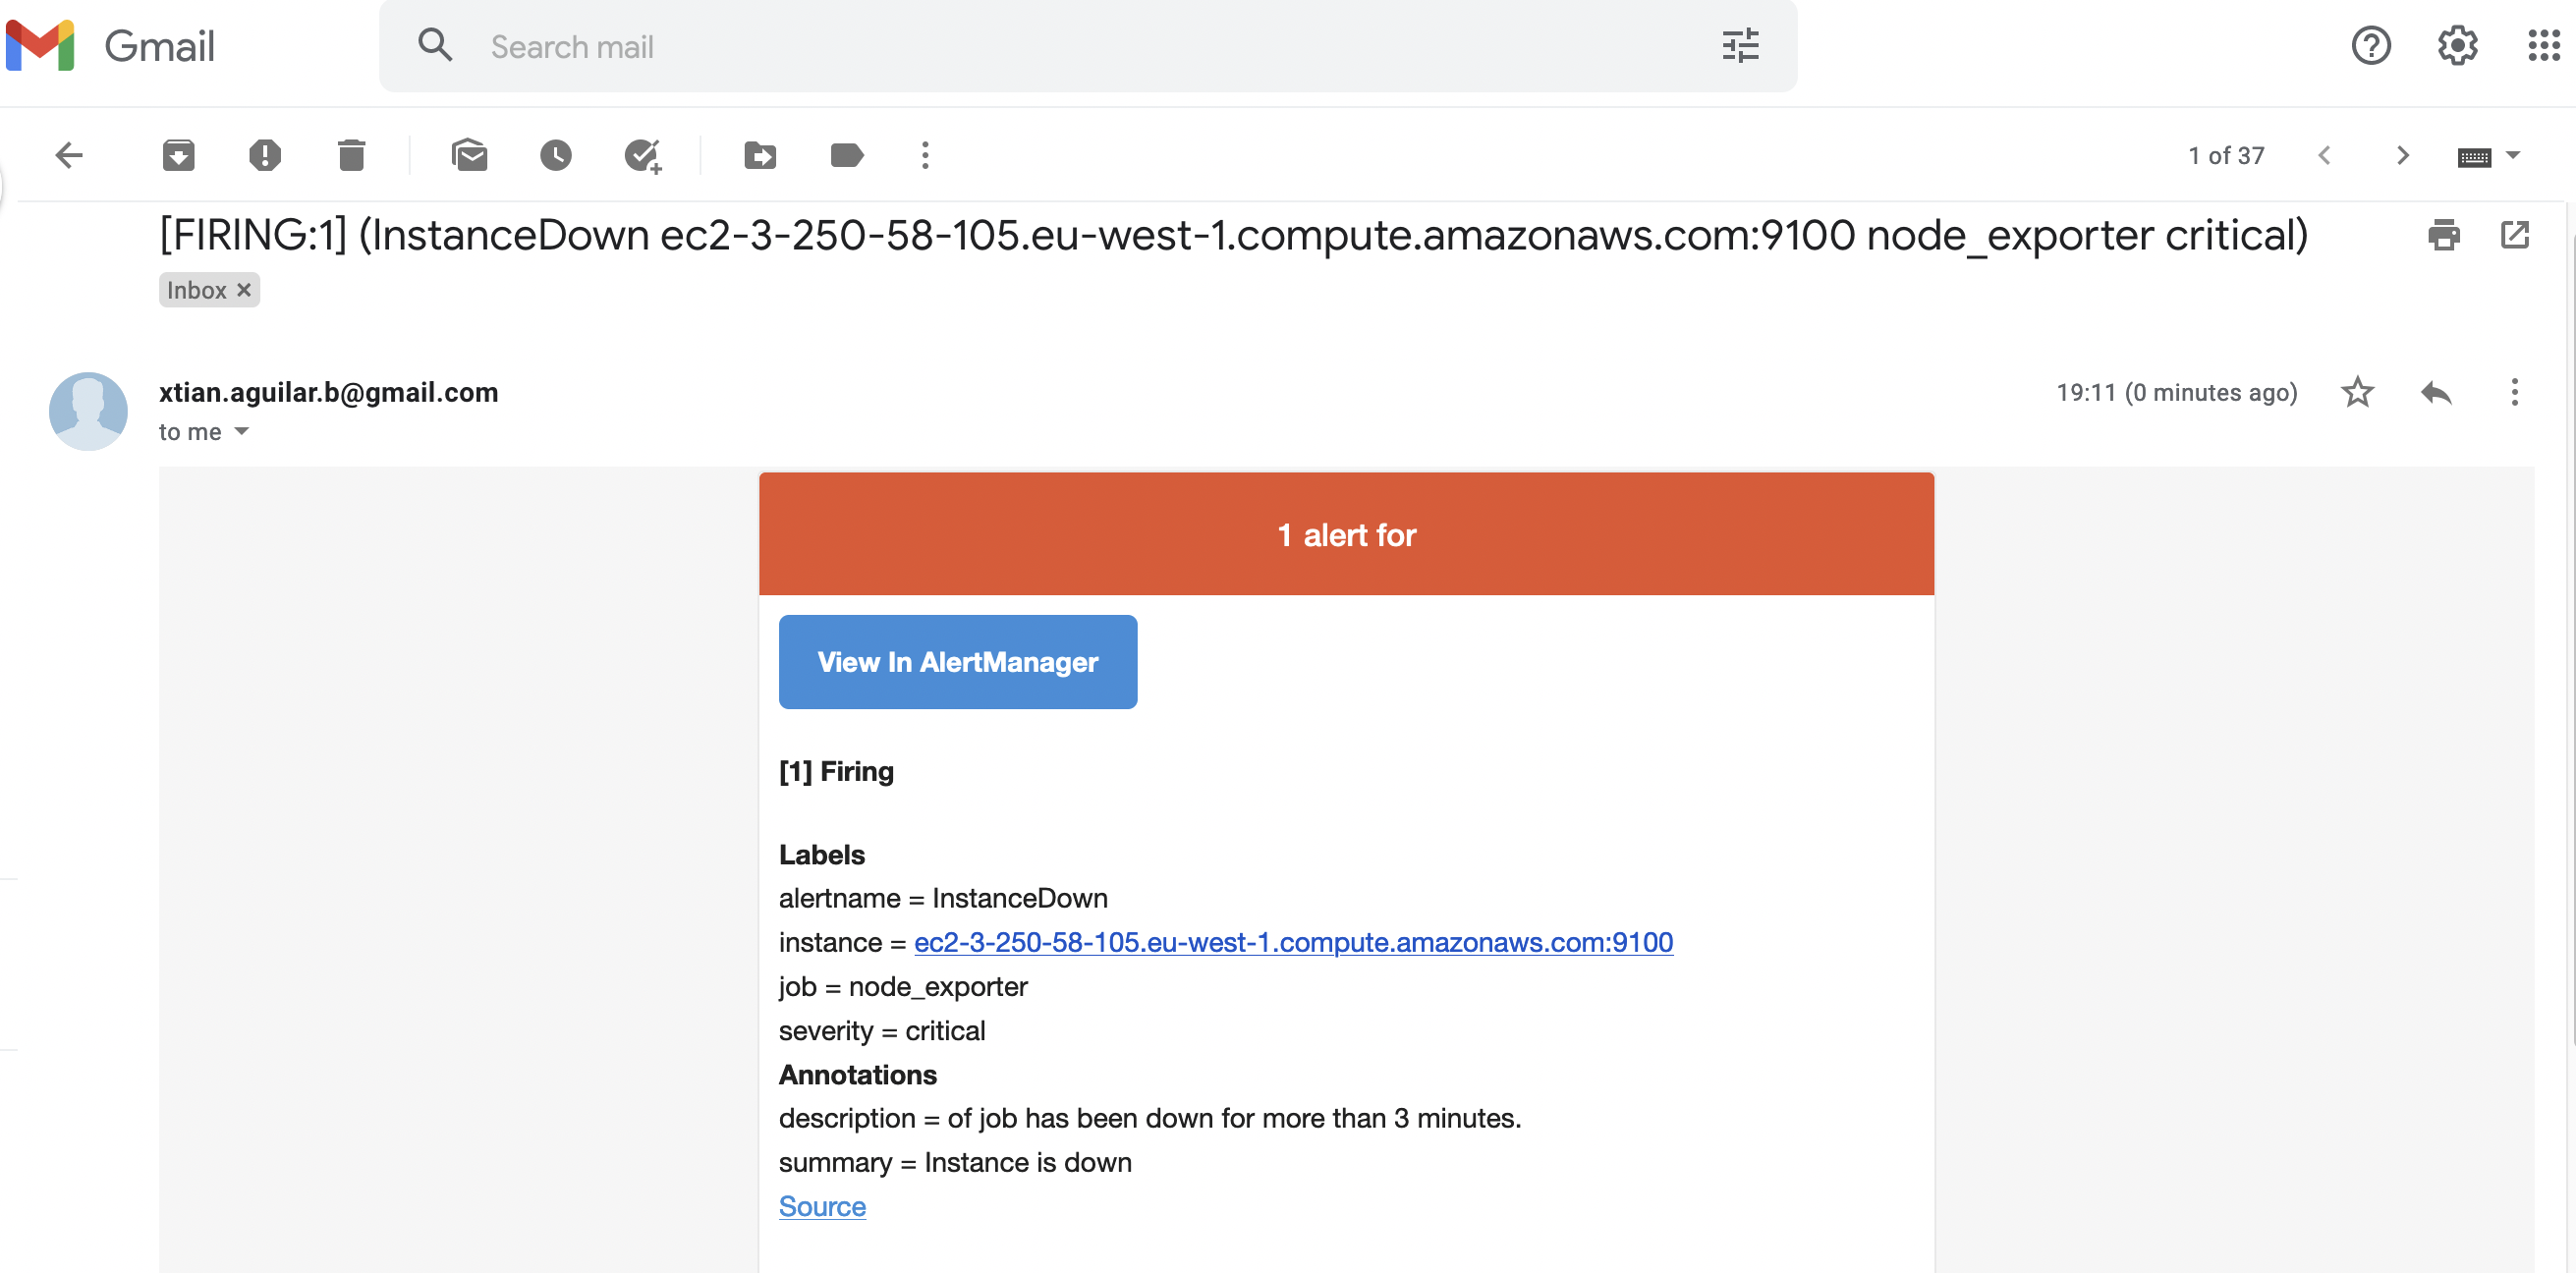 Gmail
Search mail
1 of 37
[FIRING:1] (InstanceDown ec2-3-250-58-105.eu-west-1.compute.amazonaws.com:9100 node_exporter critical)
Inbox ×
xtian.aguilar.b@gmail.com
19:11 (0 minutes ago)
to me
1 alert for
View In AlertManager
[1] Firing
Labels
alertname = InstanceDown
instance = ec2-3-250-58-105.eu-west-1.compute.amazonaws.com:9100
job = node_exporter
severity = critical
Annotations
description = of job has been down for more than 3 minutes.
summary = Instance is down
Source